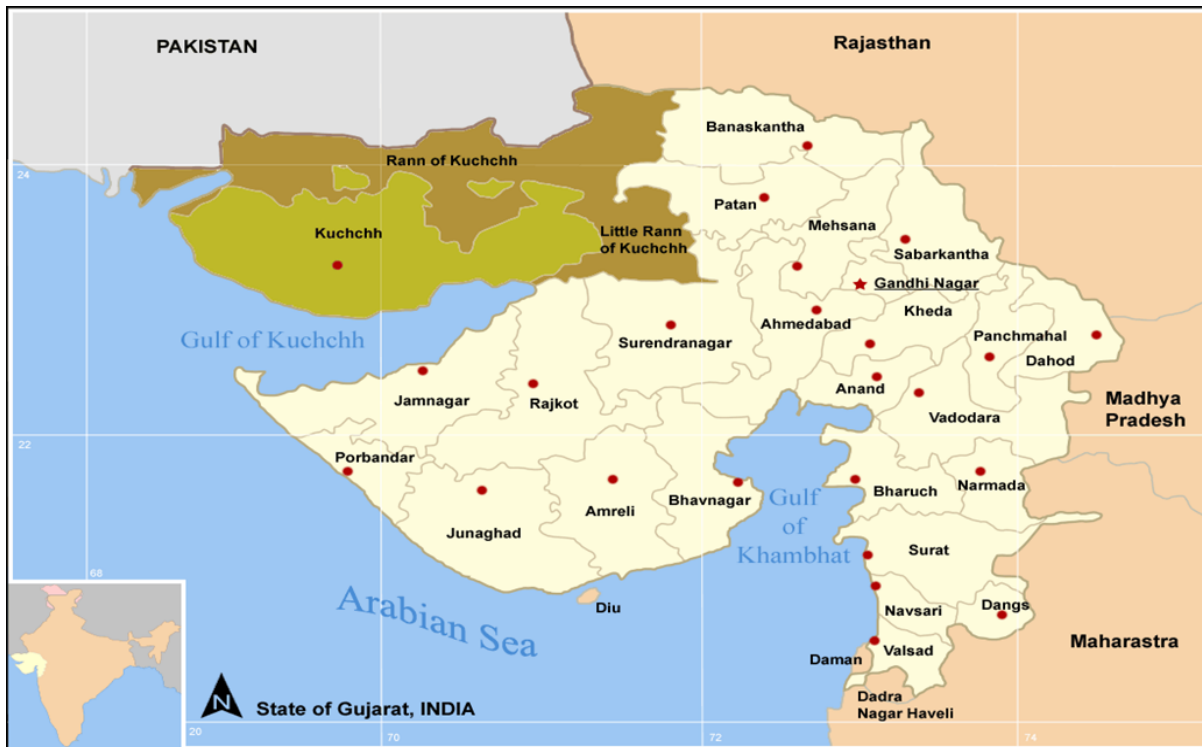 PAKISTAN
Rajasthan
Banaskantha
24
Rann of Kuchchh
Patan
Mehsana
Kuchchh
Little Rann
of Kuchchh
Sabarkantha
Gandhi Nagar
Kheda
Ahmedabad
Gulf of Kuchchh
Surendranagar
Panchmahal
Dahod
Jamnagar
Rajkot
Anand
Vadodara
Madhya
Pradesh
22
Porbandar
Bharuch
Narmada
Bhavnagar
Gulf
of
Khambhat
Junaghad
Amreli
Surat
68
Arabian Sea
Diu
Navsari
Dangs
Maharastra
Valsad
Daman
Dadra
Nagar Haveli
N
State of Gujarat, INDIA
20
70
72
74